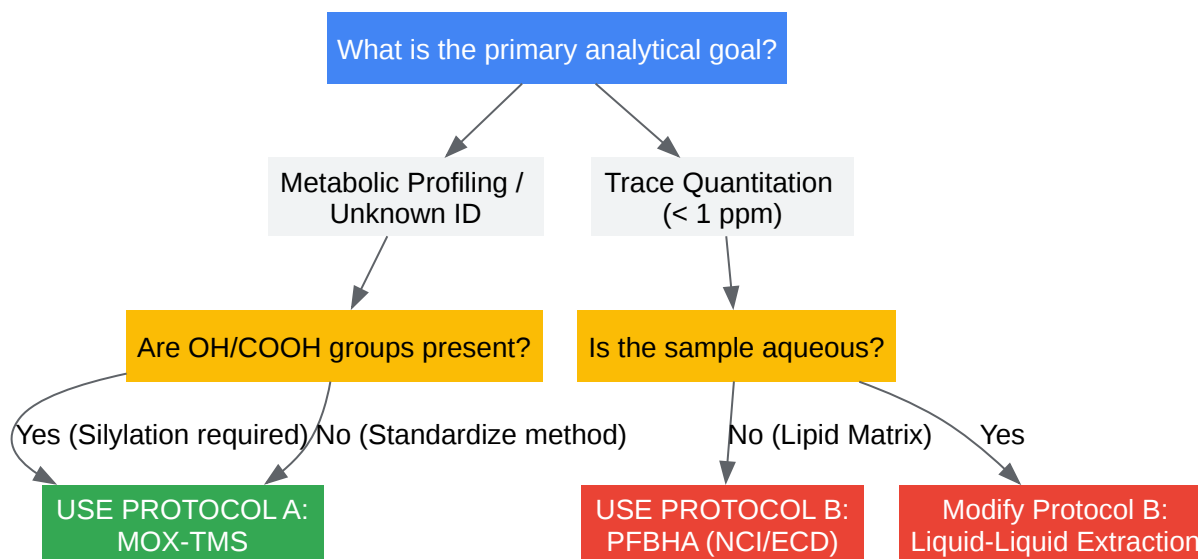 What is the primary analytical goal?
Metabolic Profiling /
Unknown ID
Trace Quantitation
(< 1 ppm)
Are OH/COOH groups present?
Is the sample aqueous?
Yes (Silylation required)
No (Standardize method)
No (Lipid Matrix)
Yes
USE PROTOCOL A:
MOX-TMS
USE PROTOCOL B:
PFBHA (NCI/ECD)
Modify Protocol B:
Liquid-Liquid Extraction